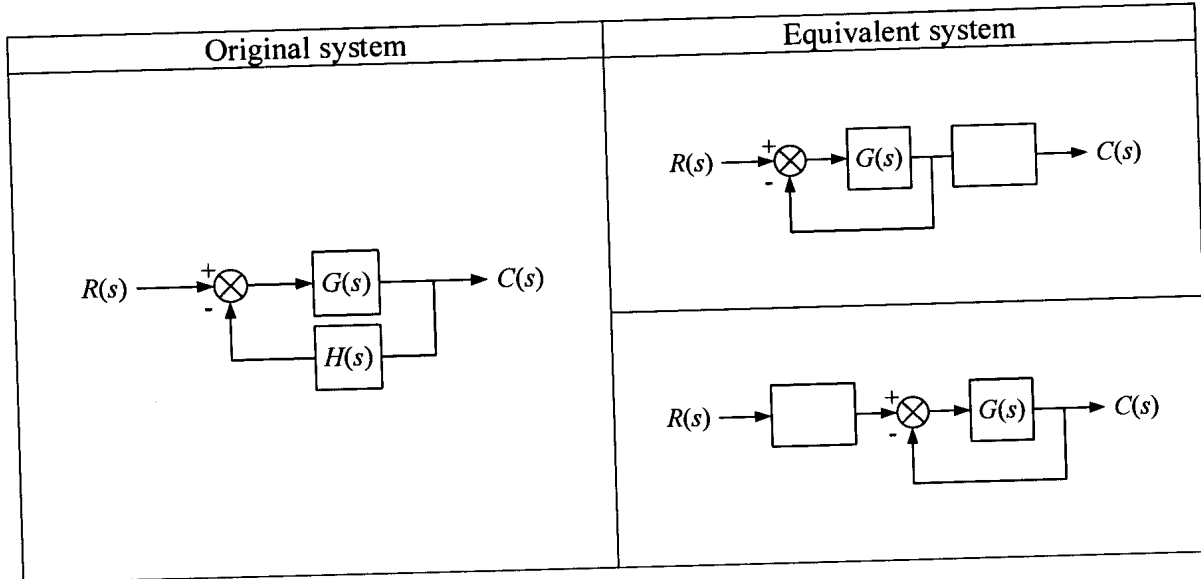 Original system
Equivalent system
R(s) + - G(s) C(s)
H(s)
R(s) + - G(s) C(s)
R(s) + - G(s) C(s)